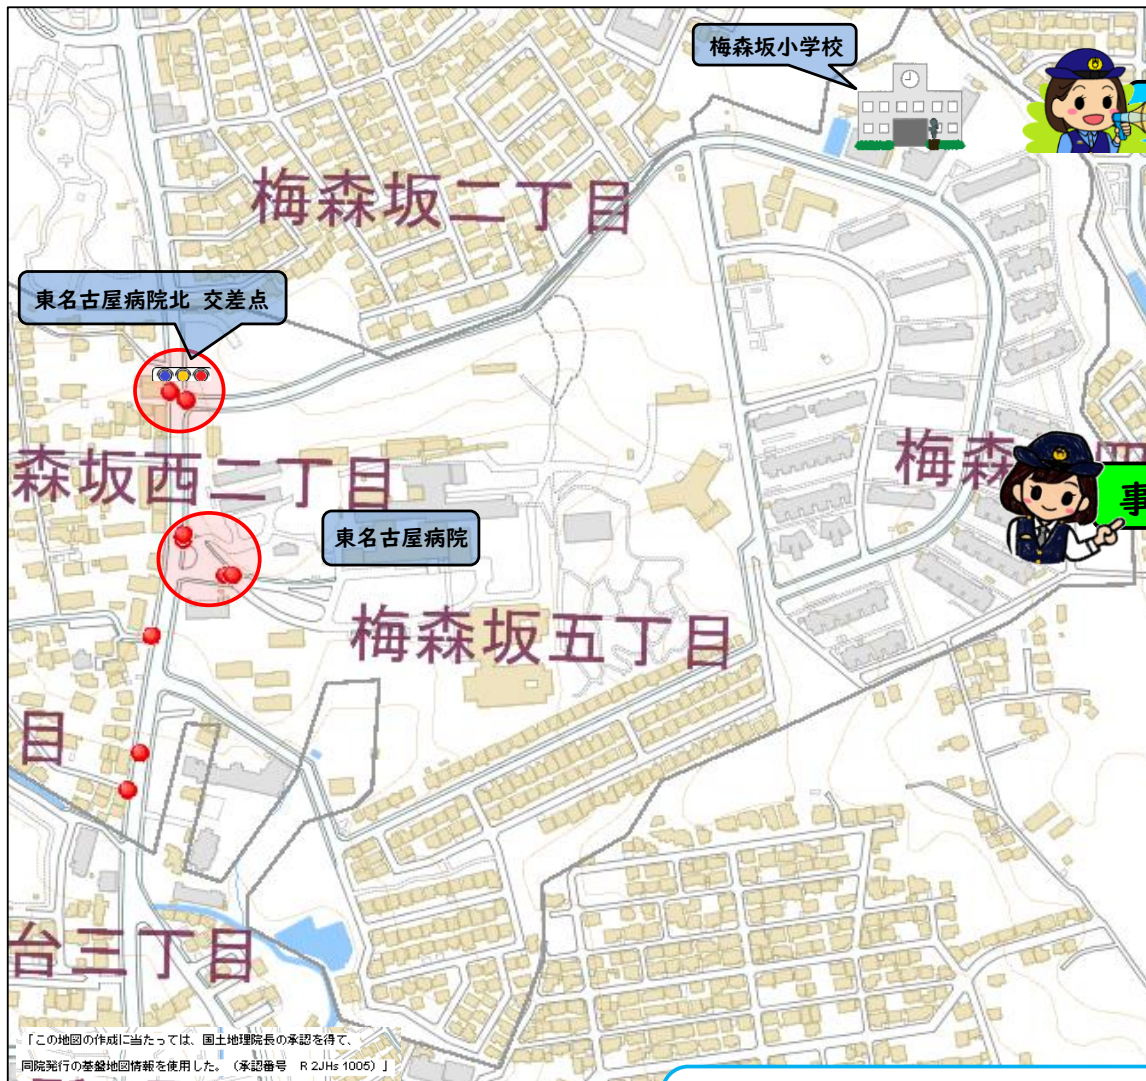 梅森坂小学校
梅森坂二丁目
東名古屋病院北 交差点
森坂西二丁目
梅森
事
東名古屋病院
梅森坂五丁目
目
台三丁目
「この地図の作成に当たっては、国土地理院長の承認を得て、
同院発行の基盤地図情報を使用した。（承認番号 R 2JHs 1005）」